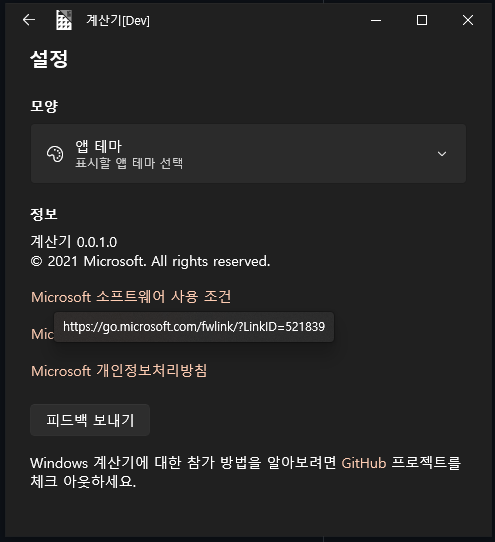 계산기[Dev]
설정
모양
앱 테마
표시할 앱 테마 선택
정보
계산기 0.0.1.0
© 2021 Microsoft. All rights reserved.
Microsoft 소프트웨어 사용 조건
Mic
https://go.microsoft.com/fwlink/?LinkID=521839
Microsoft 개인정보처리방침
피드백 보내기
Windows 계산기에 대한 참가 방법을 알아보려면 GitHub 프로젝트를
체크 아웃하세요.